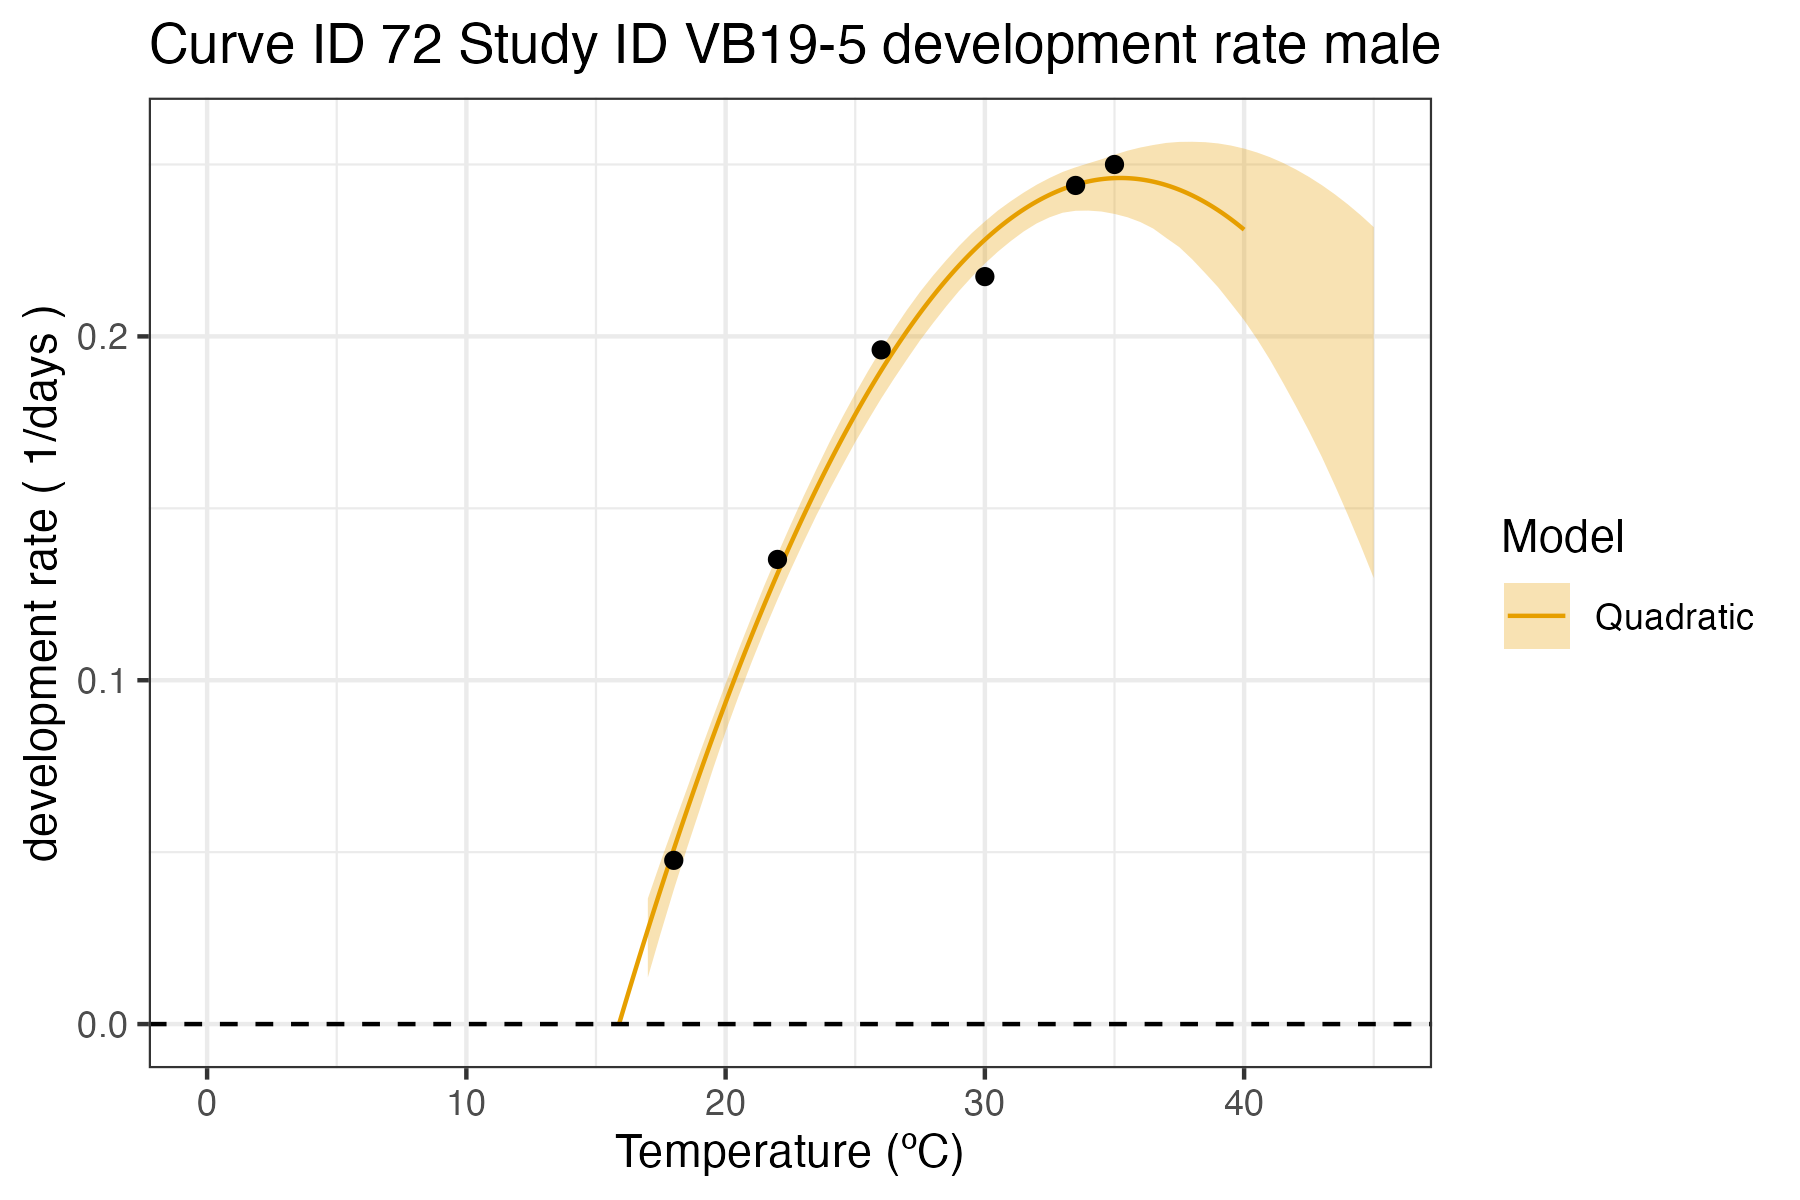 Curve ID 72 Study ID VB19-5 development rate male
development rate ( 1/days )
0.2
0.1
0.0
0 10 20 30 40
Temperature (ºC)
Model
Quadratic